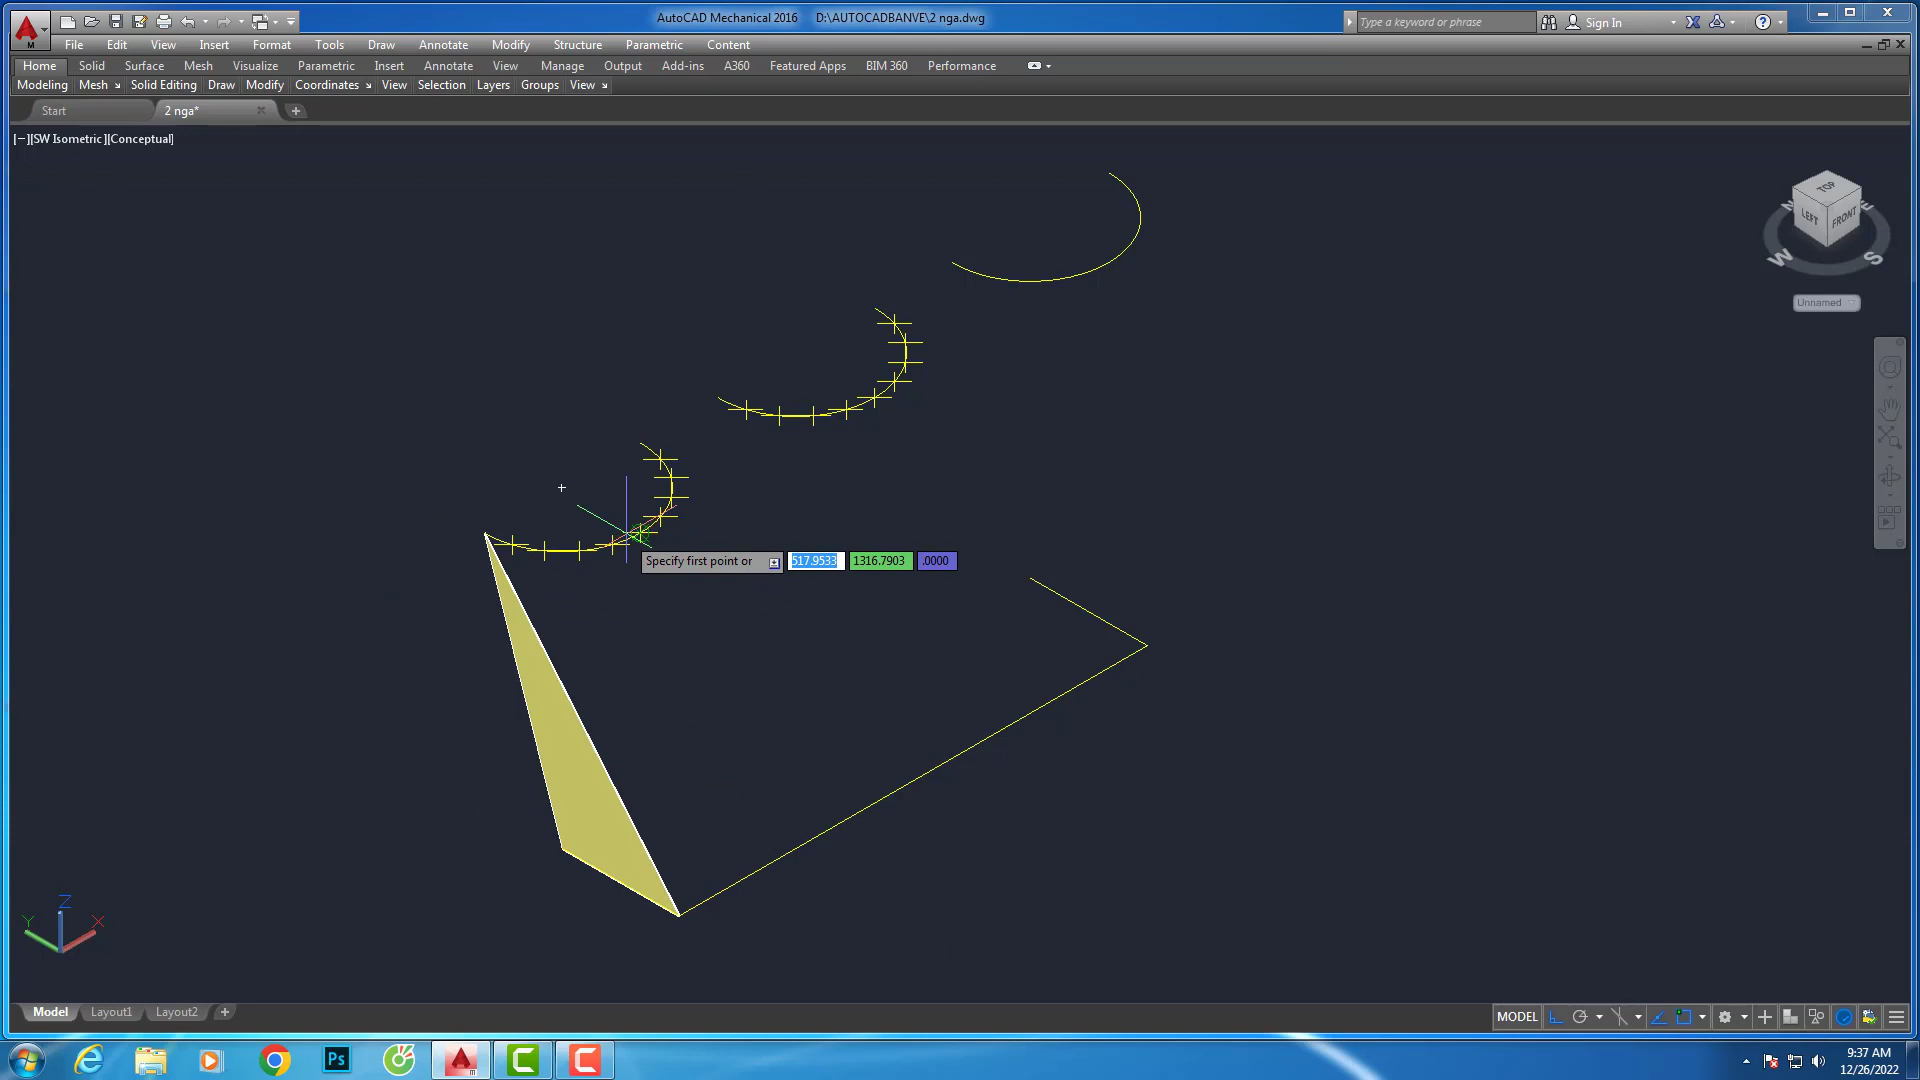 AutoCAD Mechanical 2016 D:\AUTOCADBANVE\2 nga.dwg
Type a keyword or phrase
Sign In
M
File Edit View Insert Format Tools Draw Annotate Modify Structure Parametric Content
Home Solid Surface Mesh Visualize Parametric Insert Annotate View Manage Output Add-ins A360 Featured Apps BIM 360 Performance
Modeling Mesh Solid Editing Draw Modify Coordinates View Selection Layers Groups View
Start 2 nga*
[−][SW Isometric][Conceptual]
TOP
LEFT FRONT
W S
Unnamed
Specify first point or 517.9533 1316.7903 .0000
Z
Y X
Model Layout1 Layout2
MODEL
Ps
9:37 AM
12/26/2022